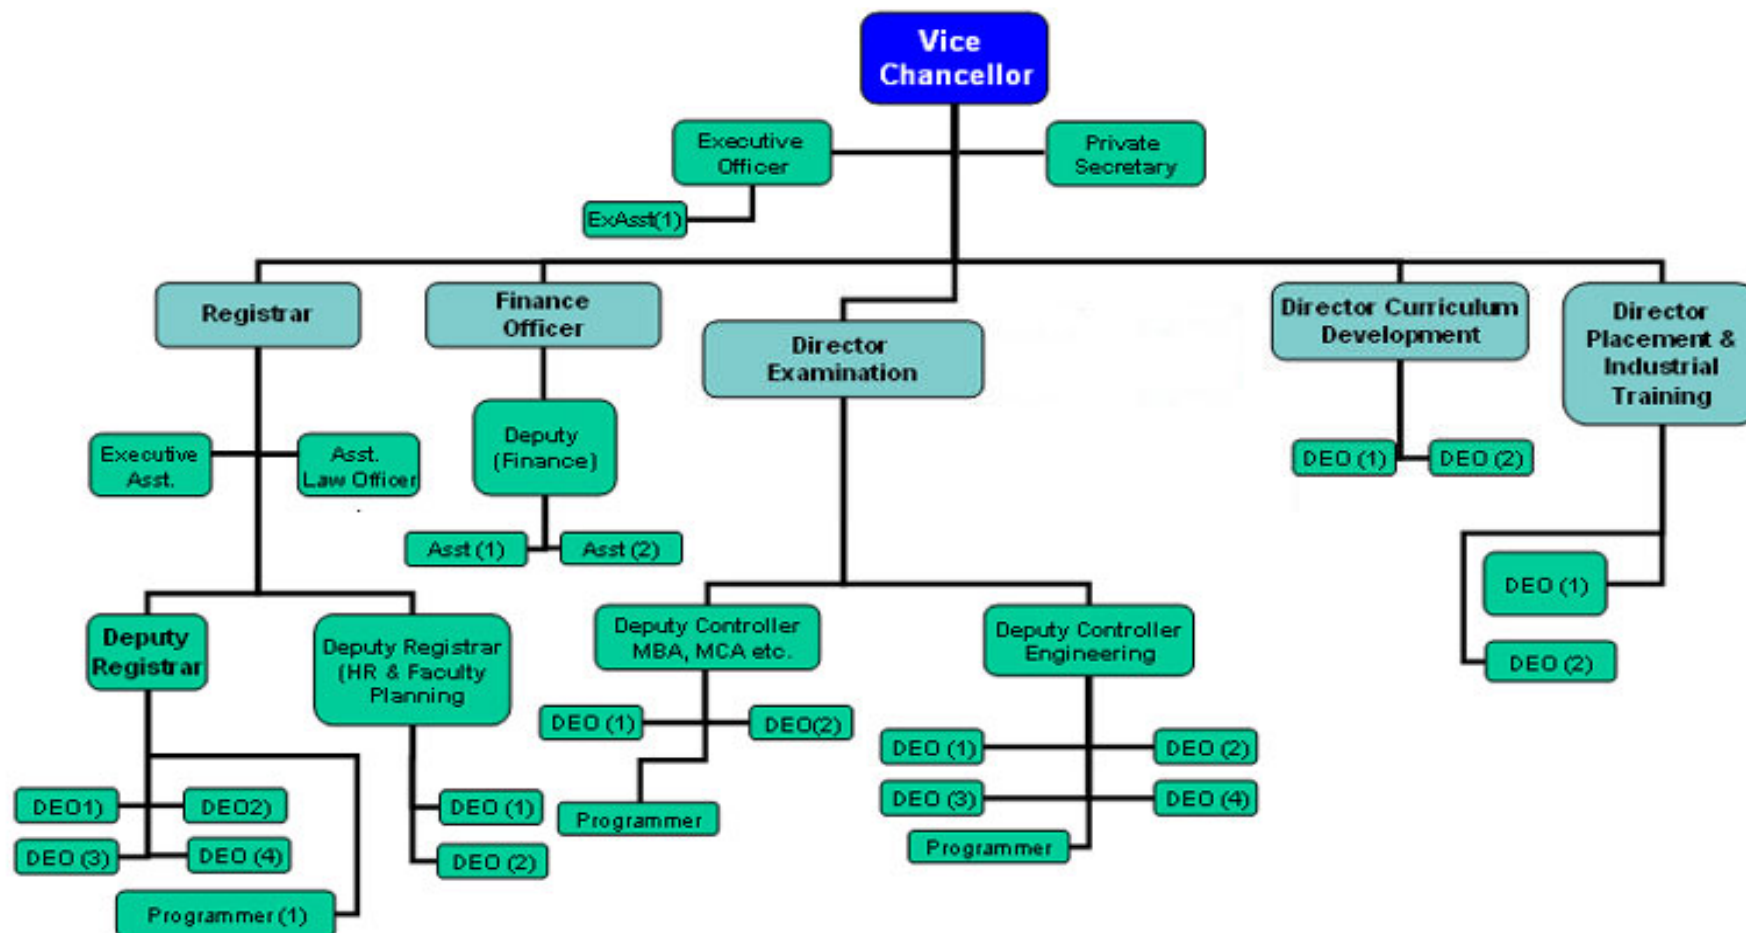 Vice
Chancellor
Executive
Officer
Private
Secretary
ExAsst(1)
Registrar
Finance
Officer
Director
Examination
Director Curriculum
Development
Director
Placement &
Industrial
Training
Executive
Asst.
Asst.
Law Officer
Deputy
(Finance)
DEO (1)
DEO (2)
Asst (1)
Asst (2)
DEO (1)
DEO (2)
Deputy
Registrar
Deputy Registrar
(HR & Faculty
Planning
Deputy Controller
MBA, MCA etc.
Deputy Controller
Engineering
DEO (1)
DEO(2)
DEO (1)
DEO (2)
DEO1)
DEO2)
DEO (1)
Programmer
DEO (3)
DEO (4)
DEO (3)
DEO (4)
DEO (2)
Programmer
Programmer (1)